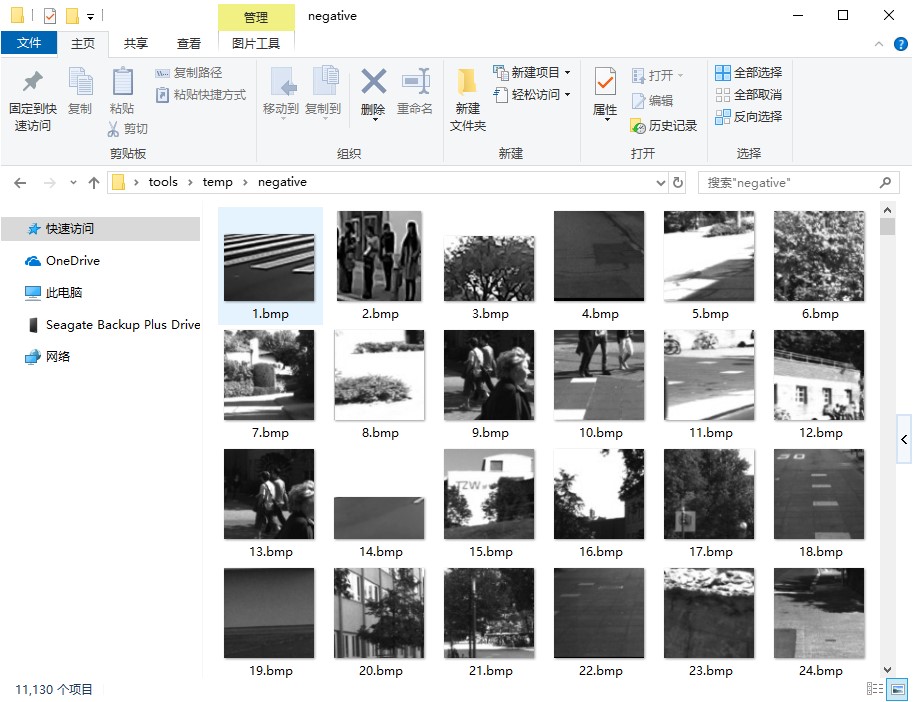 管理
negative
文件
主页
共享
查看
图片工具
固定到快
速访问
复制
粘贴
复制路径
粘贴快捷方式
剪切
剪贴板
移动到
复制到
删除
重命名
组织
新建
文件夹
新建项目
轻松访问
新建
属性
打开
编辑
历史记录
打开
全部选择
全部取消
反向选择
选择
tools
temp
negative
搜索"negative"
快速访问
OneDrive
此电脑
Seagate Backup Plus Drive
网络
1.bmp
2.bmp
3.bmp
4.bmp
5.bmp
6.bmp
7.bmp
8.bmp
9.bmp
10.bmp
11.bmp
12.bmp
13.bmp
14.bmp
TZW
15.bmp
16.bmp
17.bmp
30
18.bmp
19.bmp
20.bmp
21.bmp
22.bmp
23.bmp
24.bmp
11,130 个项目